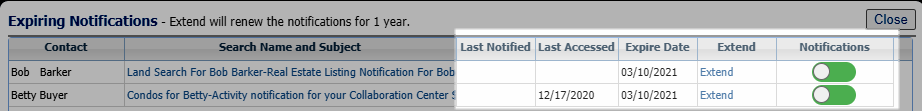 Expiring Notifications - Extend will renew the notifications for 1 year. Close
Contact Search Name and Subject Last Notified Last Accessed Expire Date Extend Notifications
Bob Barker Land Search For Bob Barker-Real Estate Listing Notification For Bob 03/10/2021 Extend
Betty Buyer Condos for Betty-Activity notification for your Collaboration Center 12/17/2020 03/10/2021 Extend